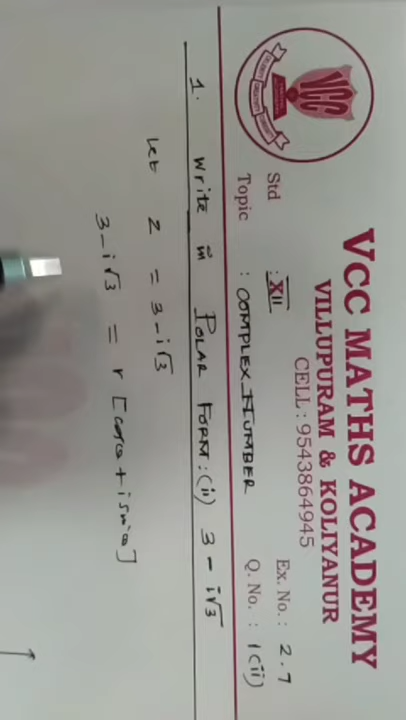 VCC MATHS ACADEMY
VILLUPURAM & KOLIYANUR
CELL : 9543864945
VCC
Std : XII
Ex. No. : 2.7
Topic : COMPLEX NUMBER
Q. No. : 1(ii)
1. Write in POLAR FORM: (ii) 3 - i√3
Let z = 3 - i√3
3 - i√3 = r [cosθ + i sinθ]